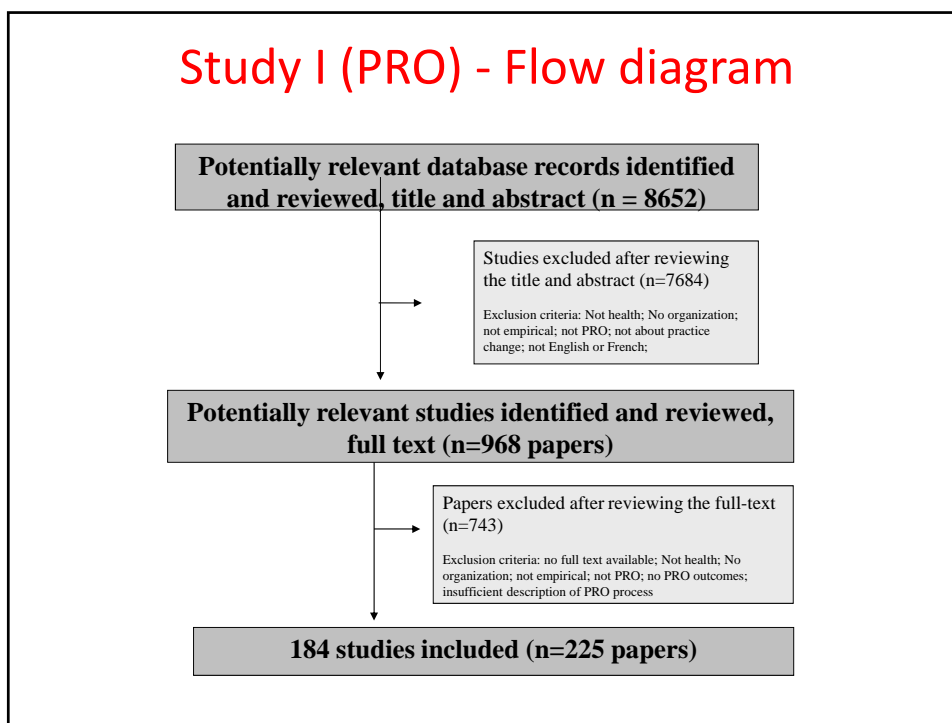 Study I (PRO) - Flow diagram
Potentially relevant database records identified
and reviewed, title and abstract (n = 8652)
Studies excluded after reviewing
the title and abstract (n=7684)
Exclusion criteria: Not health; No organization;
not empirical; not PRO; not about practice
change; not English or French;
Potentially relevant studies identified and reviewed,
full text (n=968 papers)
Papers excluded after reviewing the full-text
(n=743)
Exclusion criteria: no full text available; Not health; No
organization; not empirical; not PRO; no PRO outcomes;
insufficient description of PRO process
184 studies included (n=225 papers)